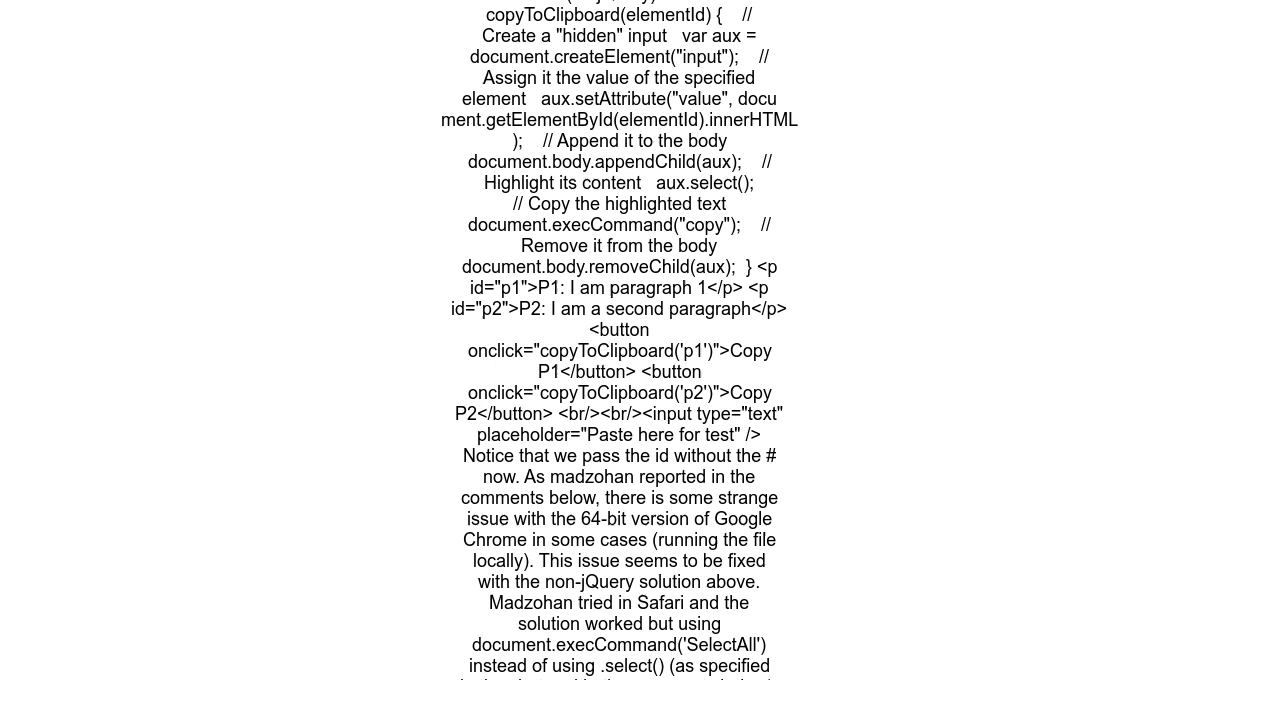 copyToClipboard(elementId) {    //
Create a "hidden" input   var aux =
document.createElement("input");    //
Assign it the value of the specified
element   aux.setAttribute("value", docu
ment.getElementById(elementId).innerHTML
);    // Append it to the body
document.body.appendChild(aux);    //
Highlight its content   aux.select();
// Copy the highlighted text
document.execCommand("copy");    //
Remove it from the body
document.body.removeChild(aux);  } <p
id="p1">P1: I am paragraph 1</p> <p
id="p2">P2: I am a second paragraph</p>
<button
onclick="copyToClipboard('p1')">Copy
P1</button> <button
onclick="copyToClipboard('p2')">Copy
P2</button> <br/><br/><input type="text"
placeholder="Paste here for test" />
Notice that we pass the id without the #
now. As madzohan reported in the
comments below, there is some strange
issue with the 64-bit version of Google
Chrome in some cases (running the file
locally). This issue seems to be fixed
with the non-jQuery solution above.
Madzohan tried in Safari and the
solution worked but using
document.execCommand('SelectAll')
instead of using .select() (as specified